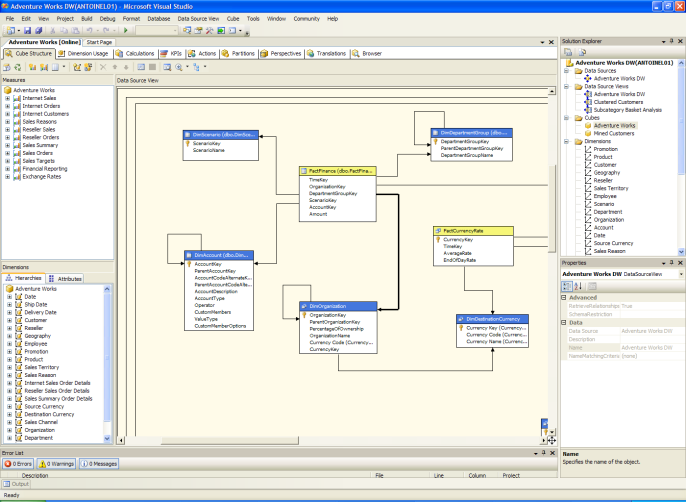 Adventure Works DW(ANTOINEL01) - Microsoft Visual Studio
File Edit View Project Build Debug Format Database Data Source View Cube Tools Window Community Help
Adventure Works [Online] Start Page
Cube Structure Dimension Usage Calculations KPIs Actions Partitions Perspectives Translations Browser
Measures
Adventure Works
Internet Sales
Internet Orders
Internet Customers
Sales Reasons
Reseller Sales
Reseller Orders
Sales Summary
Sales Orders
Sales Targets
Financial Reporting
Exchange Rates
Dimensions
Hierarchies Attributes
Adventure Works
Date
Ship Date
Delivery Date
Customer
Reseller
Geography
Employee
Promotion
Product
Sales Territory
Sales Reason
Internet Sales Order Details
Reseller Sales Order Details
Sales Summary Order Details
Source Currency
Destination Currency
Sales Channel
Organization
Department
Data Source View
DimScenario (dbo.DimSce...
ScenarioKey
ScenarioName
DimDepartmentGroup (dbo....
DepartmentGroupKey
ParentDepartmentGroupKey
DepartmentGroupName
FactFinance (dbo.FactFina...
TimeKey
OrganizationKey
DepartmentGroupKey
ScenarioKey
AccountKey
Amount
FactCurrencyRate
CurrencyKey
TimeKey
AverageRate
EndOfDayRate
DimAccount (dbo.Dim...
AccountKey
ParentAccountKey
AccountCodeAlternateK...
ParentAccountCodeAlte...
AccountDescription
AccountType
Operator
CustomMembers
ValueType
CustomMemberOptions
DimOrganization
OrganizationKey
ParentOrganizationKey
PercentageOfOwnership
OrganizationName
Currency Code (Currency...
CurrencyKey
DimDestinationCurrency
Currency Key (Currenc...
Currency Code (Currenc...
Currency Name (Currenc...
Solution Explorer
Adventure Works DW(ANTOINEL01)
Data Sources
Adventure Works DW
Data Source Views
Adventure Works DW
Clustered Customers
Subcategory Basket Analysis
Cubes
Adventure Works
Mined Customers
Dimensions
Promotion
Product
Customer
Geography
Reseller
Sales Territory
Employee
Scenario
Department
Organization
Account
Date
Source Currency
Sales Reason
Properties
Adventure Works DW DataSourceView
Advanced
RetrieveRelationships True
SchemaRestriction
Data
Data Source Adventure Works DW
Description
Name Adventure Works DW
NameMatchingCriteria (none)
Name
Specifies the name of the object.
Error List
0 Errors 0 Warnings 0 Messages
Description File Line Column Project
Output
Ready